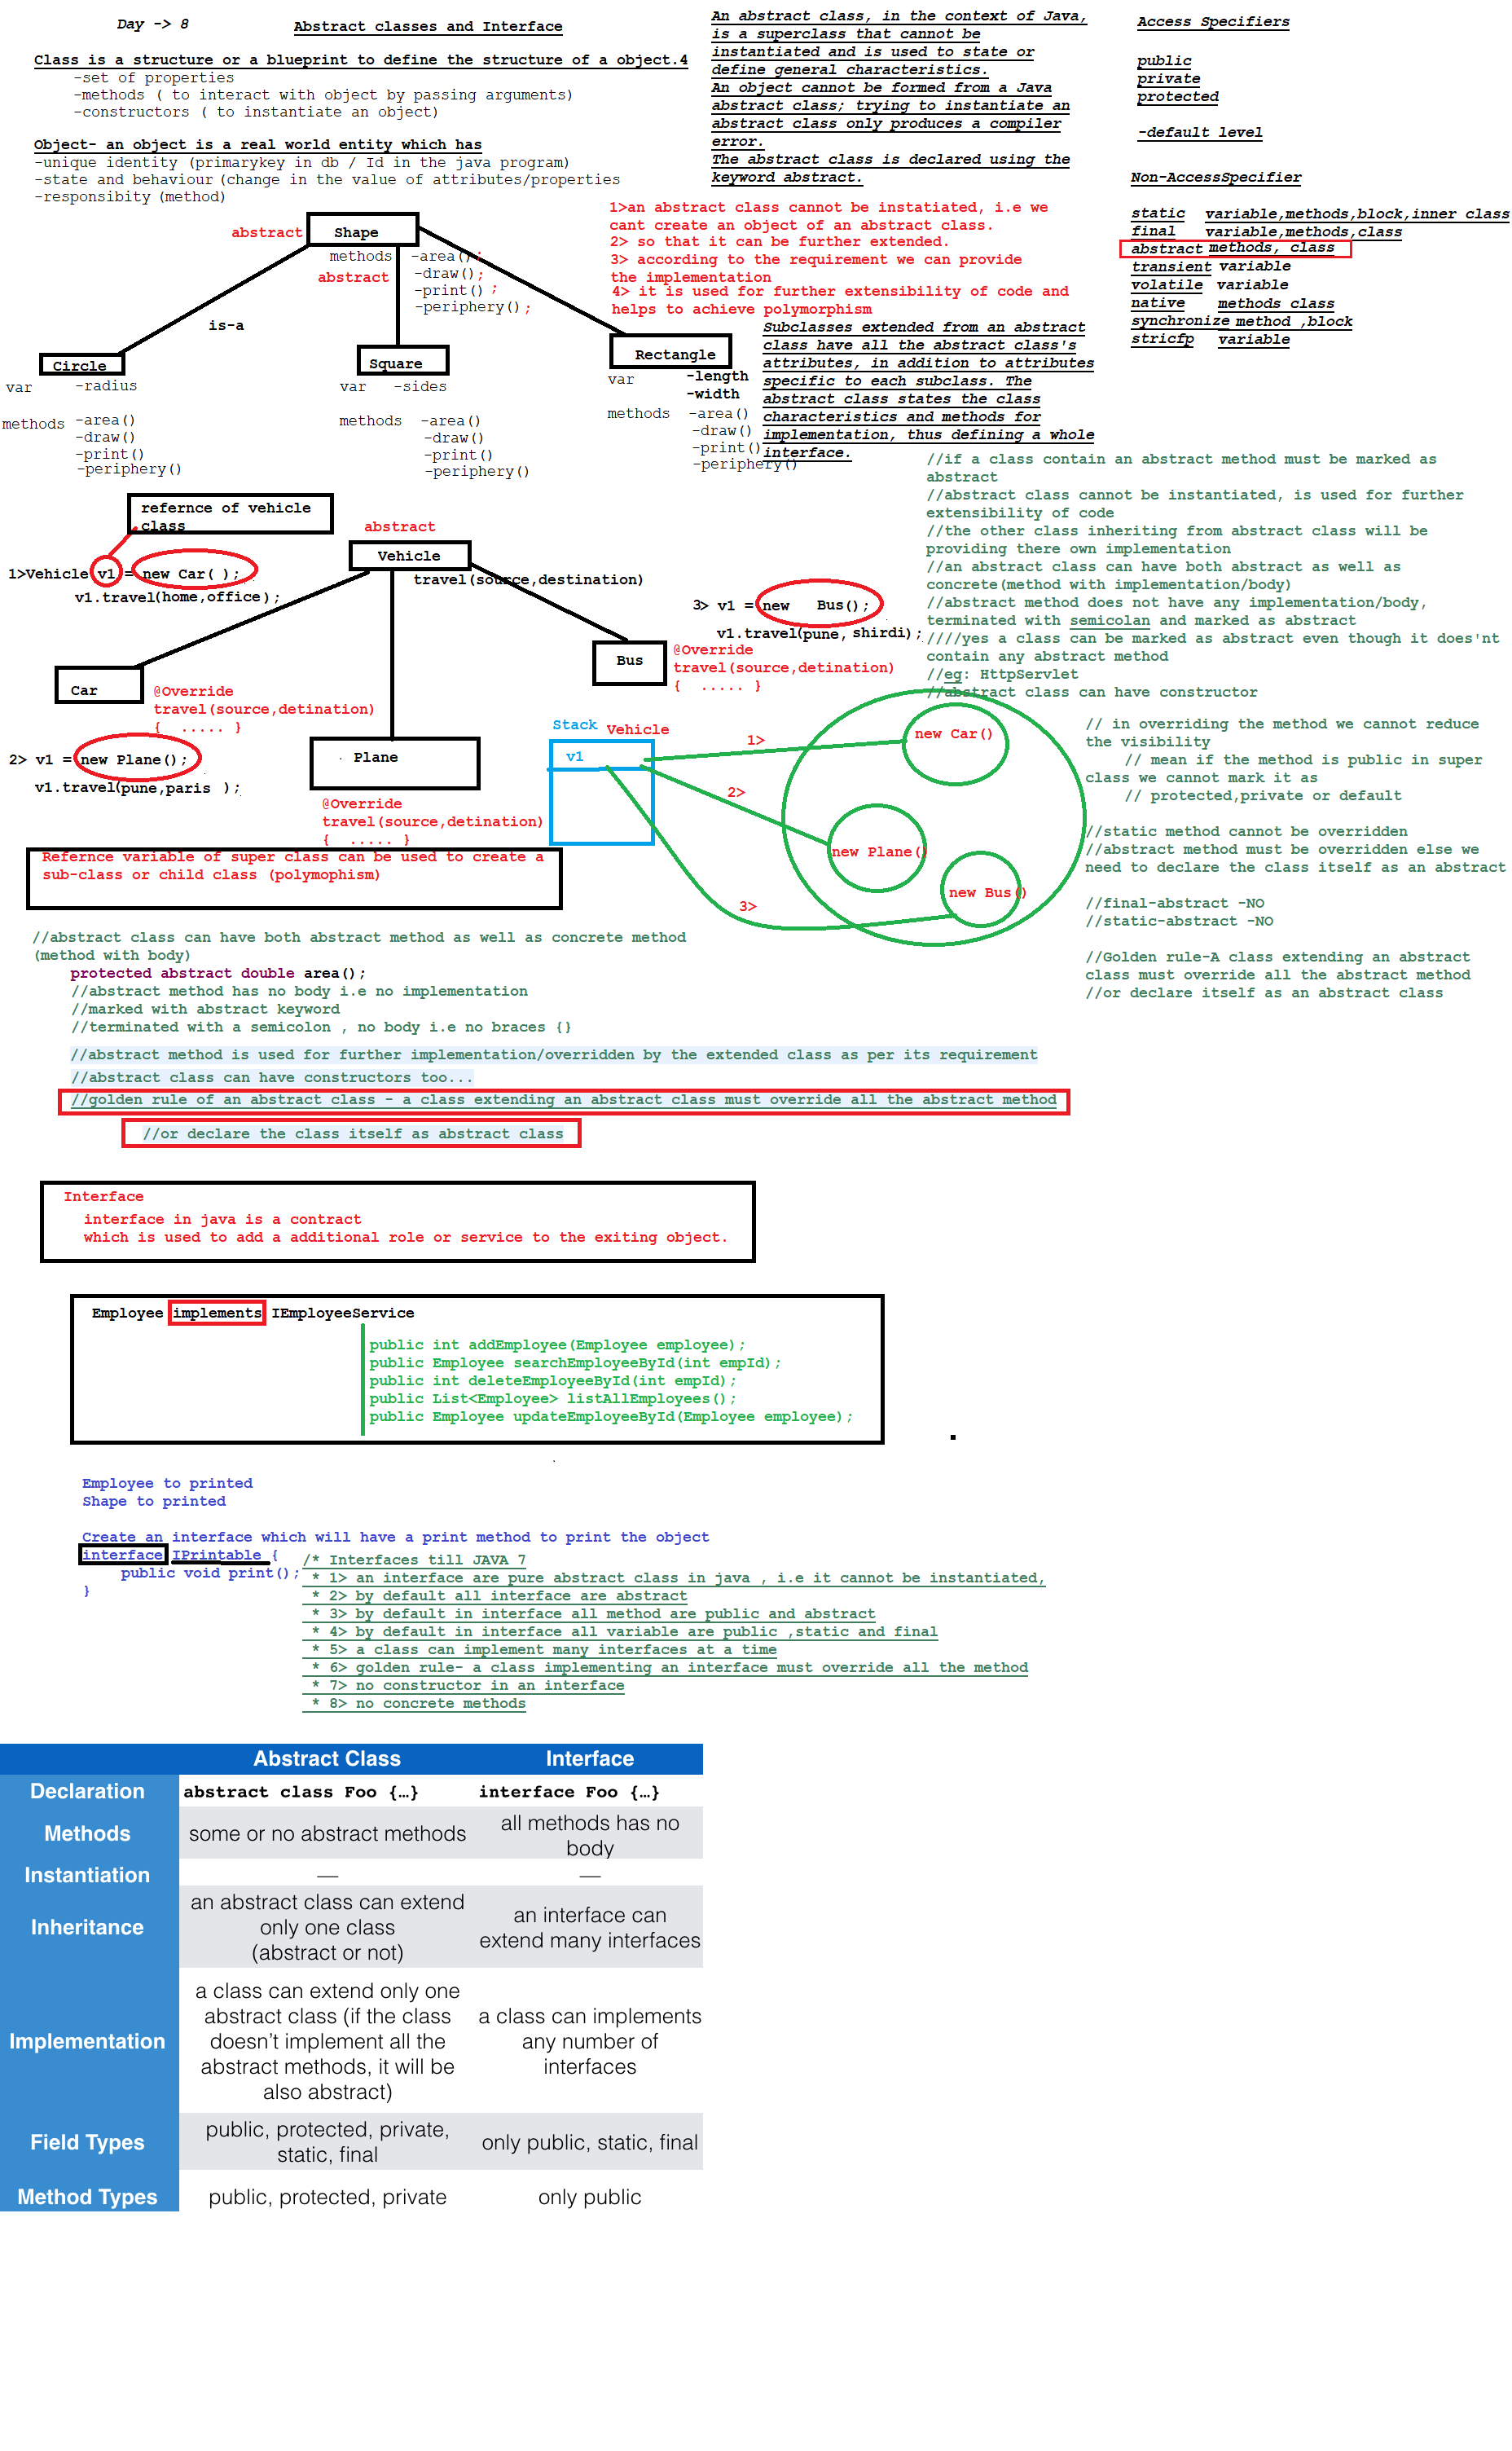 Day -> 8
Abstract classes and Interface
Class is a structure or a blueprint to define the structure of a object.4
-set of properties
-methods ( to interact with object by passing arguments)
-constructors ( to instantiate an object)
Object- an object is a real world entity which has
-unique identity (primarykey in db / Id in the java program)
-state and behaviour (change in the value of attributes/properties
-responsibity (method)
An abstract class, in the context of Java,
is a superclass that cannot be
instantiated and is used to state or
define general characteristics.
An object cannot be formed from a Java
abstract class; trying to instantiate an
abstract class only produces a compiler
error.
The abstract class is declared using the
keyword abstract.
Access Specifiers
public
private
protected
-default level
Non-AccessSpecifier
static variable,methods,block,inner class
final variable,methods,class
abstract methods, class
transient variable
volatile variable
native methods class
synchronize method ,block
stricfp variable
1>an abstract class cannot be instatiated, i.e we
cant create an object of an abstract class.
2> so that it can be further extended.
3> according to the requirement we can provide
the implementation
4> it is used for further extensibility of code and
helps to achieve polymorphism
abstract Shape
methods -area();
abstract -draw();
-print() ;
-periphery();
is-a
Circle
var -radius
methods -area()
-draw()
-print()
-periphery()
Square
var -sides
methods -area()
-draw()
-print()
-periphery()
Rectangle
var -length
-width
methods -area()
-draw()
-print()
-periphery()
Subclasses extended from an abstract
class have all the abstract class's
attributes, in addition to attributes
specific to each subclass. The
abstract class states the class
characteristics and methods for
implementation, thus defining a whole
interface.
//if a class contain an abstract method must be marked as
abstract
//abstract class cannot be instantiated, is used for further
extensibility of code
//the other class inheriting from abstract class will be
providing there own implementation
//an abstract class can have both abstract as well as
concrete(method with implementation/body)
//abstract method does not have any implementation/body,
terminated with semicolan and marked as abstract
////yes a class can be marked as abstract even though it does'nt
contain any abstract method
//eg: HttpServlet
//abstract class can have constructor
refernce of vehicle
class
abstract
Vehicle
travel(source,destination)
1>Vehicle v1 = new Car( );
v1.travel(home,office);
3> v1 = new Bus();
v1.travel(pune, shirdi);
Car
@Override
travel(source,detination)
{ ..... }
Bus
@Override
travel(source,detination)
{ ..... }
2> v1 = new Plane();
v1.travel(pune,paris );
Plane
@Override
travel(source,detination)
{ ..... }
Stack Vehicle
v1
1>
2>
3>
new Car()
new Plane()
new Bus()
// in overriding the method we cannot reduce
the visibility
// mean if the method is public in super
class we cannot mark it as
// protected,private or default
//static method cannot be overridden
//abstract method must be overridden else we
need to declare the class itself as an abstract
//final-abstract -NO
//static-abstract -NO
//Golden rule-A class extending an abstract
class must override all the abstract method
//or declare itself as an abstract class
Refernce variable of super class can be used to create a
sub-class or child class (polymophism)
//abstract class can have both abstract method as well as concrete method
(method with body)
protected abstract double area();
//abstract method has no body i.e no implementation
//marked with abstract keyword
//terminated with a semicolon , no body i.e no braces {}
//abstract method is used for further implementation/overridden by the extended class as per its requirement
//abstract class can have constructors too...
//golden rule of an abstract class - a class extending an abstract class must override all the abstract method
//or declare the class itself as abstract class
Interface
interface in java is a contract
which is used to add a additional role or service to the exiting object.
Employee implements IEmployeeService
public int addEmployee(Employee employee);
public Employee searchEmployeeById(int empId);
public int deleteEmployeeById(int empId);
public List<Employee> listAllEmployees();
public Employee updateEmployeeById(Employee employee);
Employee to printed
Shape to printed
Create an interface which will have a print method to print the object
interface IPrintable {
public void print();
}
/* Interfaces till JAVA 7
* 1> an interface are pure abstract class in java , i.e it cannot be instantiated,
* 2> by default all interface are abstract
* 3> by default in interface all method are public and abstract
* 4> by default in interface all variable are public ,static and final
* 5> a class can implement many interfaces at a time
* 6> golden rule- a class implementing an interface must override all the method
* 7> no constructor in an interface
* 8> no concrete methods
Abstract Class Interface
Declaration abstract class Foo {…} interface Foo {…}
Methods some or no abstract methods all methods has no
body
Instantiation — —
Inheritance an abstract class can extend
only one class
(abstract or not)
an interface can
extend many interfaces
Implementation a class can extend only one
abstract class (if the class
doesn't implement all the
abstract methods, it will be
also abstract)
a class can implements
any number of
interfaces
Field Types public, protected, private,
static, final
only public, static, final
Method Types public, protected, private only public